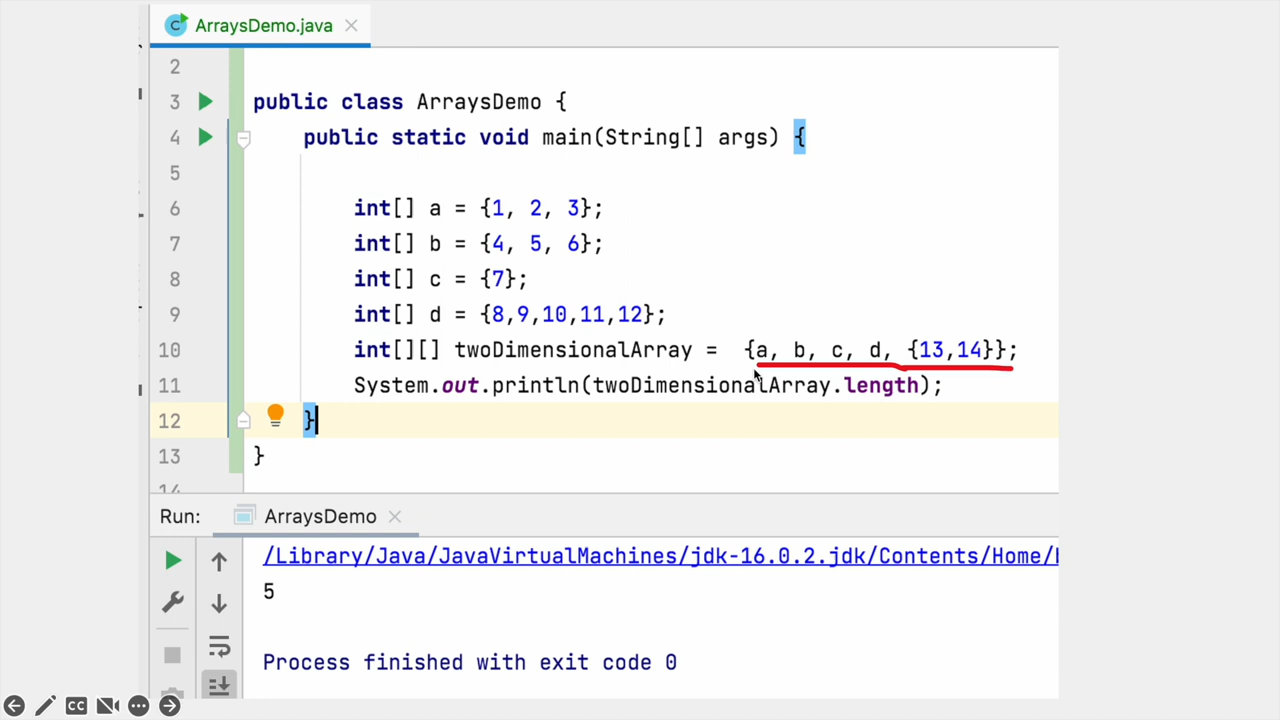 ArraysDemo.java
2
3 public class ArraysDemo {
4 public static void main(String[] args) {
5
6 int[] a = {1, 2, 3};
7 int[] b = {4, 5, 6};
8 int[] c = {7};
9 int[] d = {8,9,10,11,12};
10 int[][] twoDimensionalArray = {a, b, c, d, {13,14}};
11 System.out.println(twoDimensionalArray.length);
12 }
13 }
14
Run: ArraysDemo
/Library/Java/JavaVirtualMachines/jdk-16.0.2.jdk/Contents/Home/
5
Process finished with exit code 0
CC